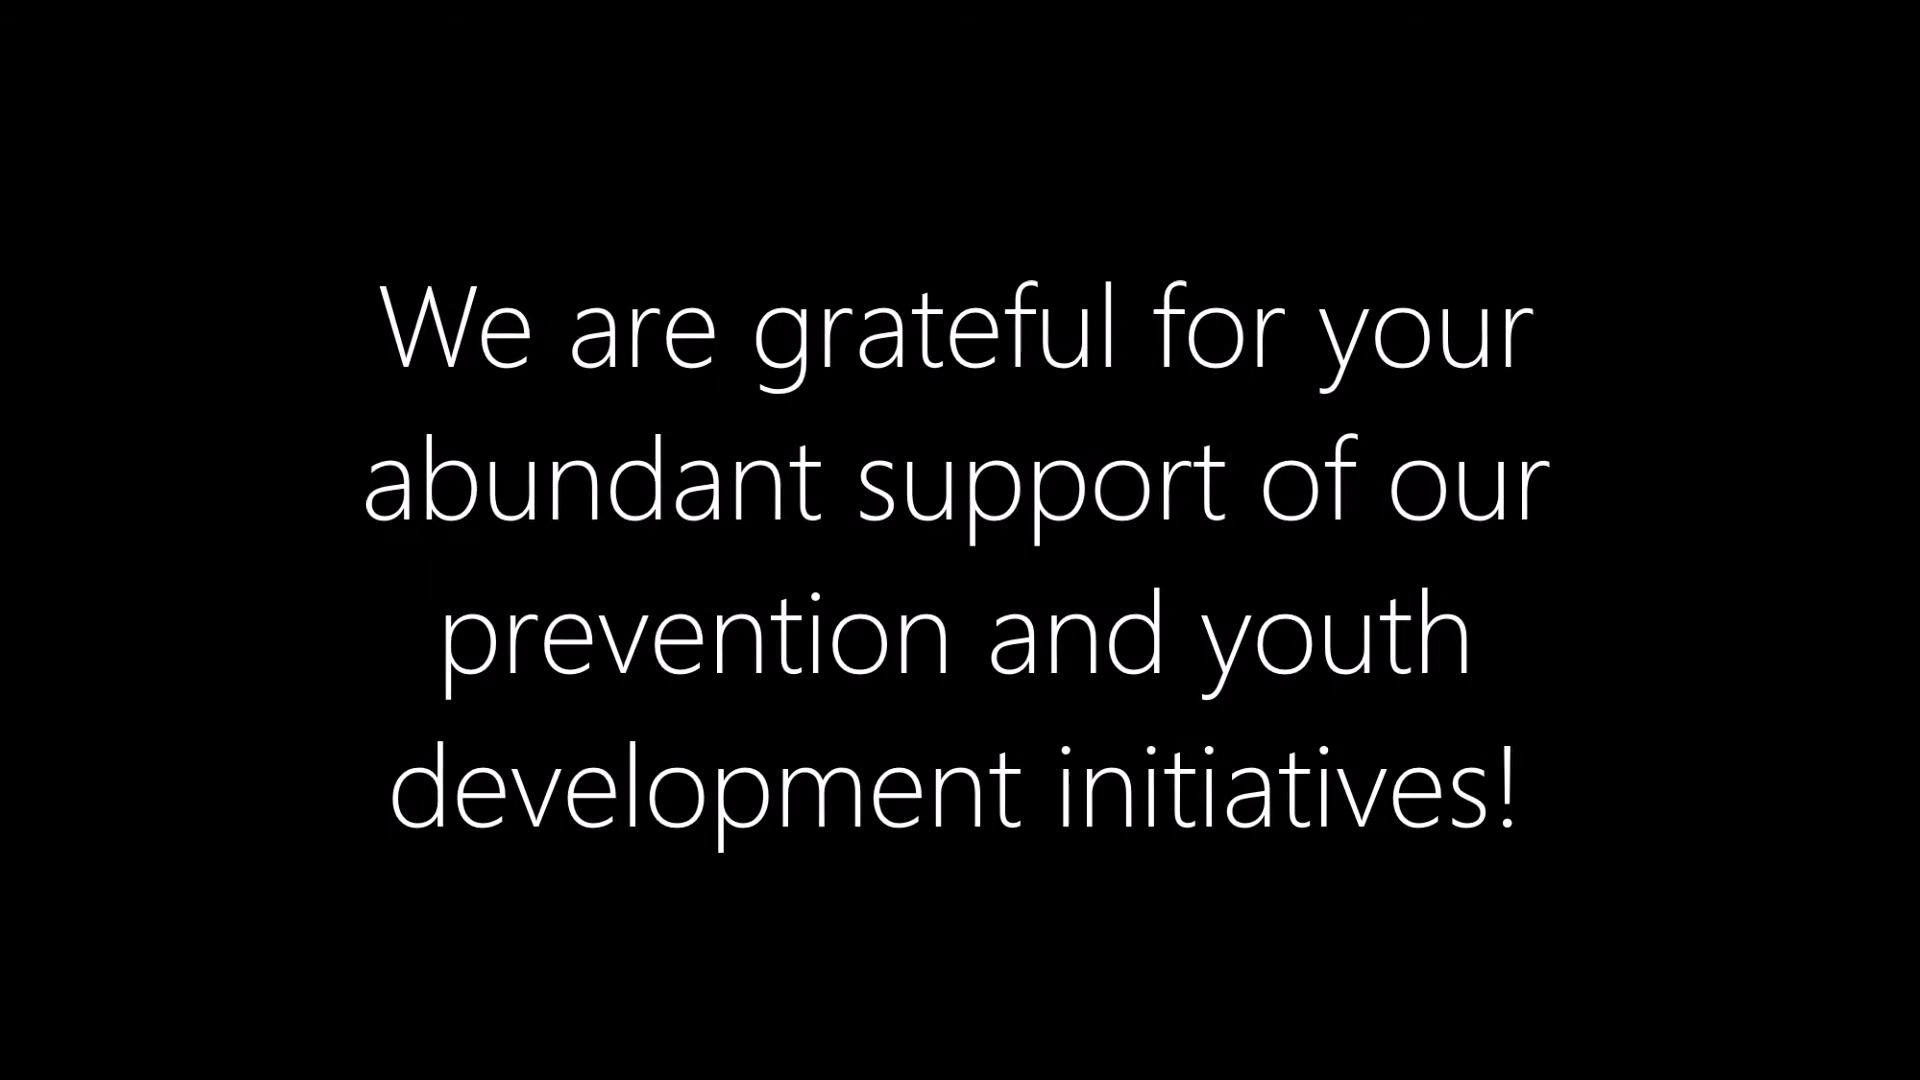 We are grateful for your
abundant support of our
prevention and youth
development initiatives!